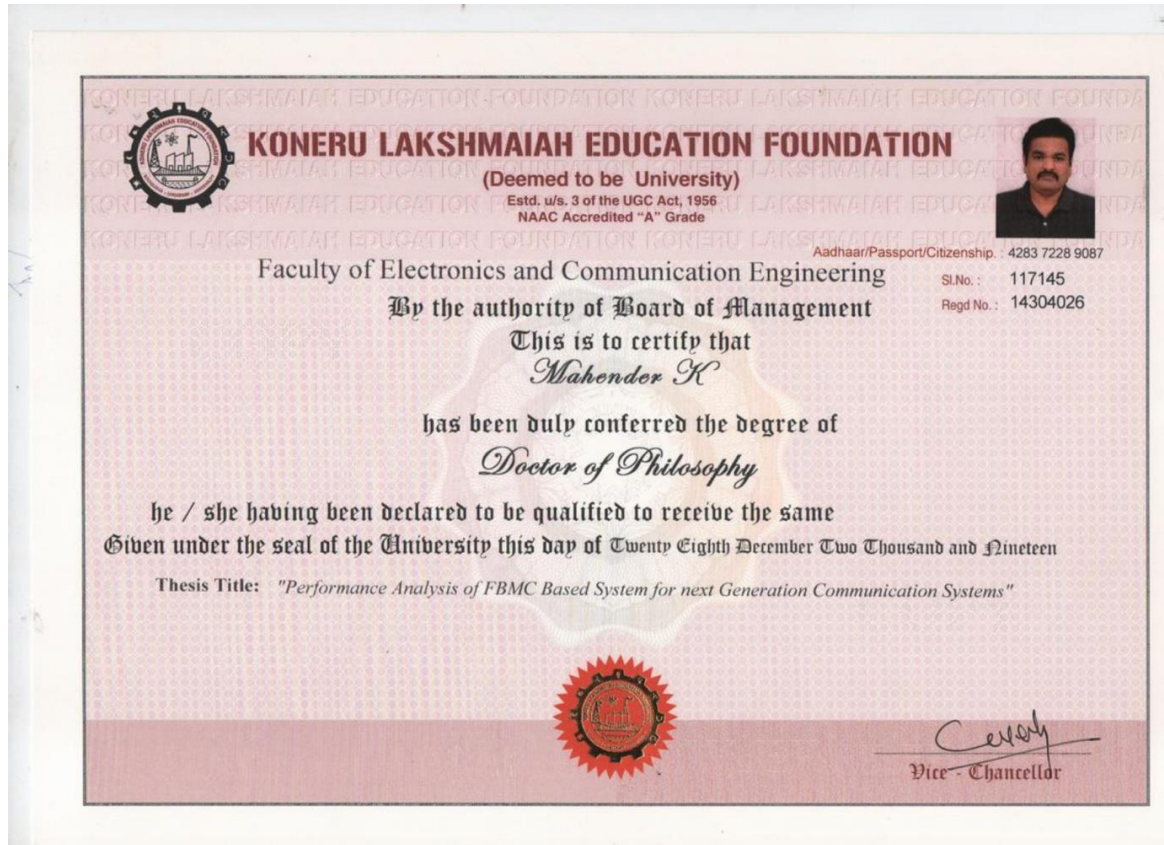 KONERU LAKSHMAIAH EDUCATION FOUNDATION
(Deemed to be University)
Estd. u/s. 3 of the UGC Act, 1956
NAAC Accredited "A" Grade
Aadhaar/Passport/Citizenship. : 4283 7228 9087
Sl.No. : 117145
Regd No. : 14304026
Faculty of Electronics and Communication Engineering
By the authority of Board of Management
This is to certify that
Mahender K
has been duly conferred the degree of
Doctor of Philosophy
he / she having been declared to be qualified to receive the same
Given under the seal of the University this day of Twenty Eighth December Two Thousand and Nineteen
Thesis Title: "Performance Analysis of FBMC Based System for next Generation Communication Systems"
Vice - Chancellor